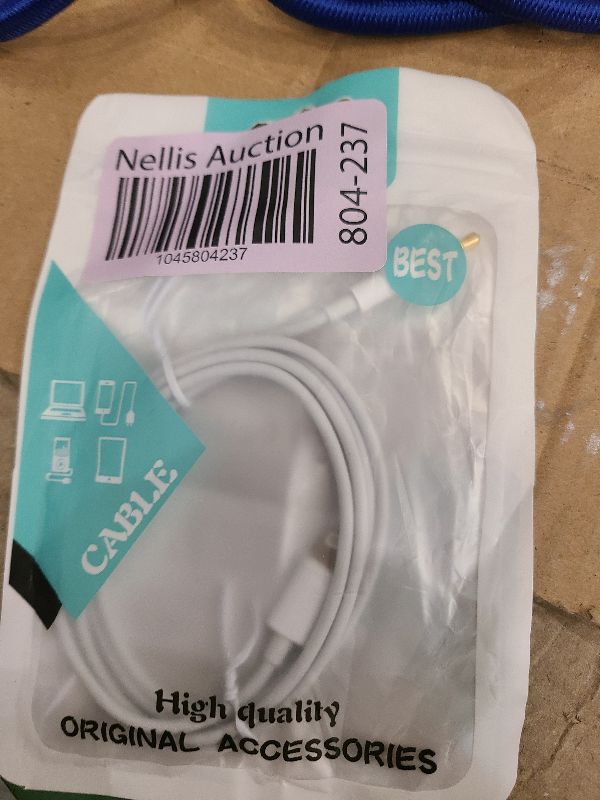 Nellis Auction
1045804237
804-237
BEST
CABLE
High quality
ORIGINAL ACCESSORIES